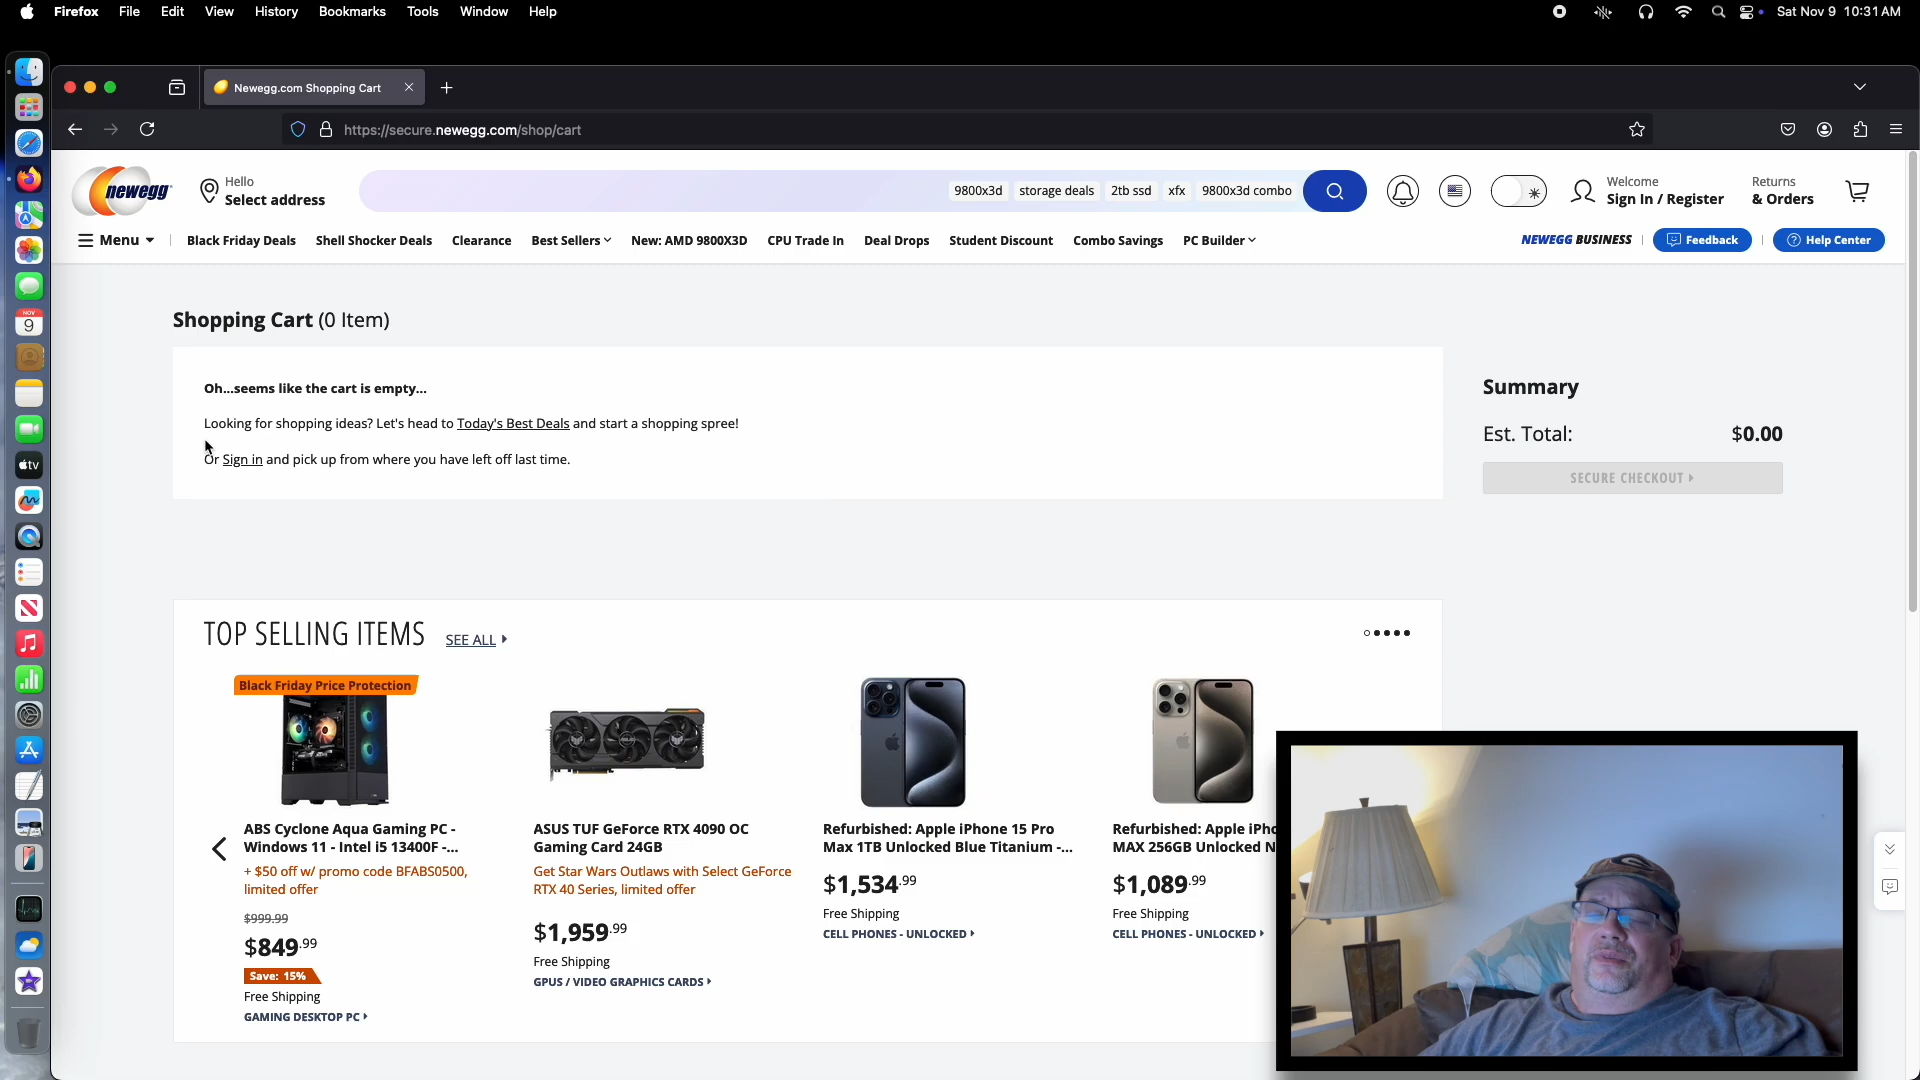 Firefox File Edit View History Bookmarks Tools Window Help
Sat Nov 9 10:31AM
Newegg.com Shopping Cart
https://secure.newegg.com/shop/cart
newegg
Hello
Select address
9800x3d storage deals 2tb ssd xfx 9800x3d combo
Welcome
Sign In / Register
Returns
& Orders
Menu
Black Friday Deals Shell Shocker Deals Clearance Best Sellers New: AMD 9800X3D CPU Trade In Deal Drops Student Discount Combo Savings PC Builder
NEWEGG BUSINESS Feedback Help Center
NOV
9
tv
Shopping Cart (0 Item)
Oh...seems like the cart is empty...
Looking for shopping ideas? Let's head to Today's Best Deals and start a shopping spree!
Or Sign in and pick up from where you have left off last time.
Summary
Est. Total: $0.00
SECURE CHECKOUT
TOP SELLING ITEMS SEE ALL
Black Friday Price Protection
ABS Cyclone Aqua Gaming PC -
Windows 11 - Intel i5 13400F -...
+ $50 off w/ promo code BFABS0500,
limited offer
$999.99
$849.99
Save: 15%
Free Shipping
GAMING DESKTOP PC
ASUS TUF GeForce RTX 4090 OC
Gaming Card 24GB
Get Star Wars Outlaws with Select GeForce
RTX 40 Series, limited offer
$1,959.99
Free Shipping
GPUS / VIDEO GRAPHICS CARDS
Refurbished: Apple iPhone 15 Pro
Max 1TB Unlocked Blue Titanium -...
$1,534.99
Free Shipping
CELL PHONES - UNLOCKED
Refurbished: Apple iPho
MAX 256GB Unlocked N
$1,089.99
Free Shipping
CELL PHONES - UNLOCKED